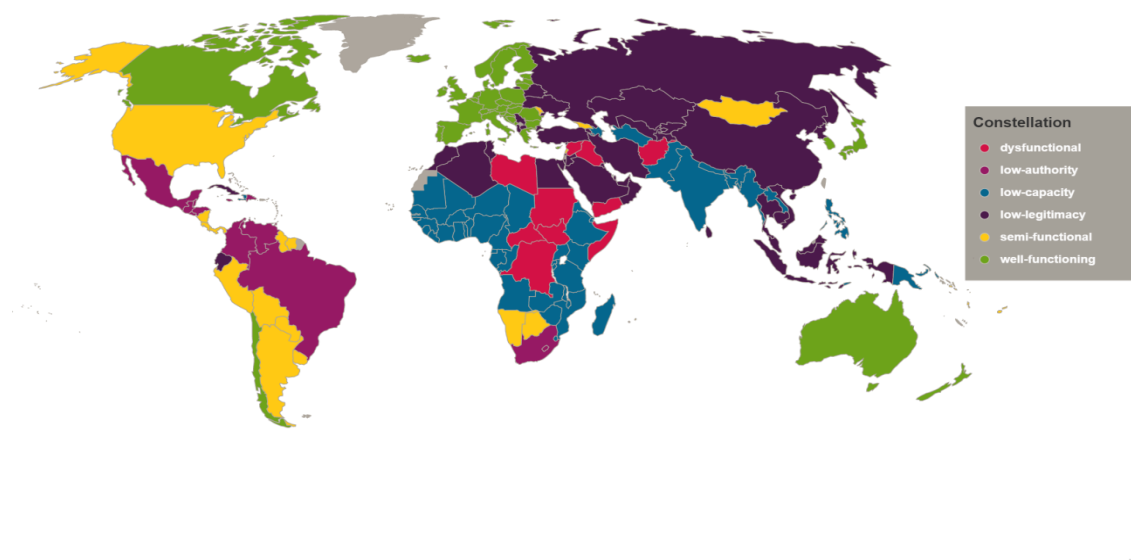 Constellation
dysfunctional
low-authority
low-capacity
low-legitimacy
semi-functional
well-functioning